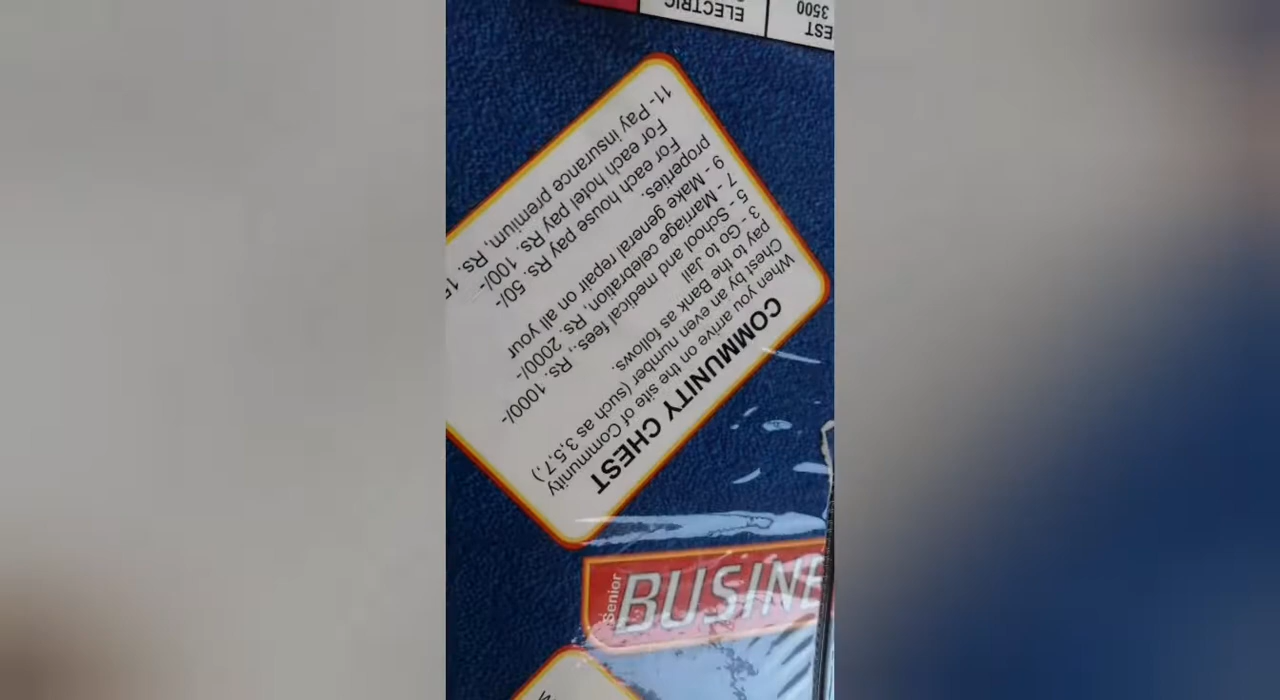 COMMUNITY CHEST
When you arrive on the site of Community
Chest by an even number (such as 3,5,7,)
pay to the Bank as follows.
3 - Go to Jail
5 - School and medical fees., Rs. 1000/-
7 - Marriage celebration, Rs. 2000/-
9 - Make general repair on all your
properties.
For each house pay Rs. 50/-
For each hotel pay Rs. 100/-
11- Pay insurance premium, Rs.
Senior
BUSINE
ELECTRIC
EST
3500